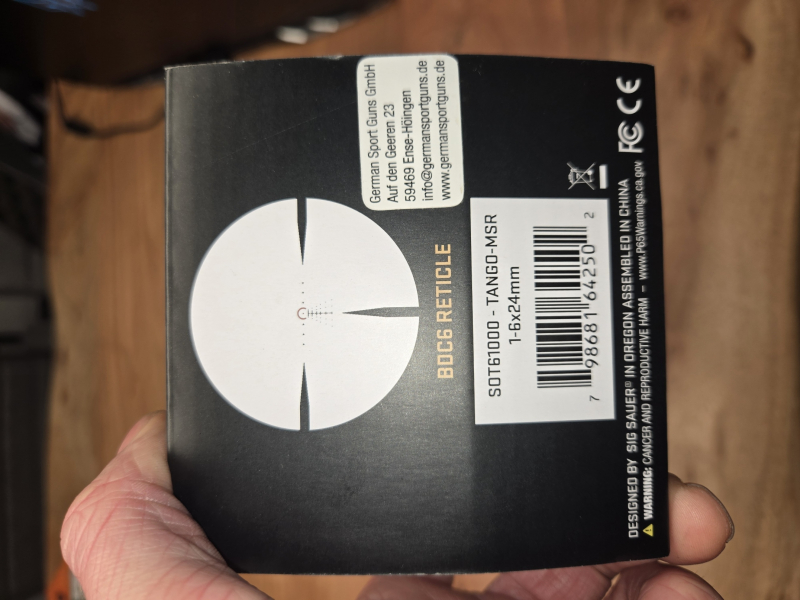 German Sport Guns GmbH
Auf den Geeren 23
59469 Ense-Höingen
info@germansportguns.de
www.germansportguns.de
BDC6 RETICLE
SOT61000 - TANGO-MSR
1-6x24mm
7 98681 64250 2
FC CE
DESIGNED BY SIG SAUER® IN OREGON ASSEMBLED IN CHINA
WARNING: CANCER AND REPRODUCTIVE HARM – www.P65Warnings.ca.gov